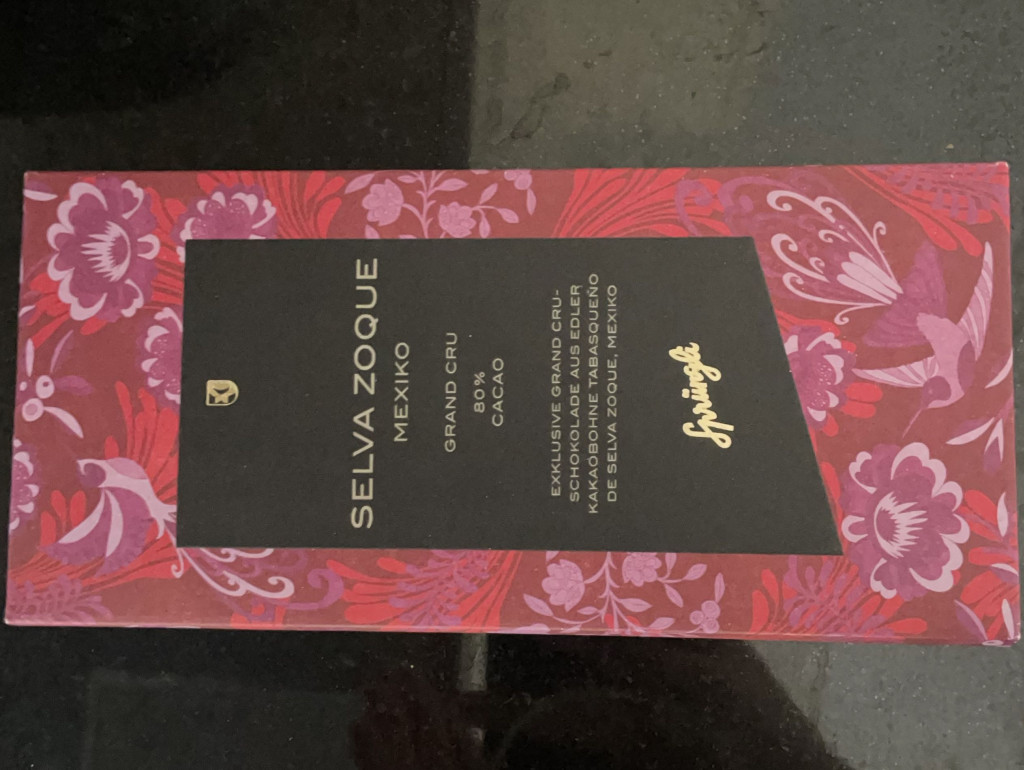 SELVA ZOQUE
MEXIKO
GRAND CRU
80%
CACAO
EXKLUSIVE GRAND CRU-
SCHOKOLADE AUS EDLER
KAKAOBOHNE TABASQUEÑO
DE SELVA ZOQUE, MEXIKO
Sprüngli